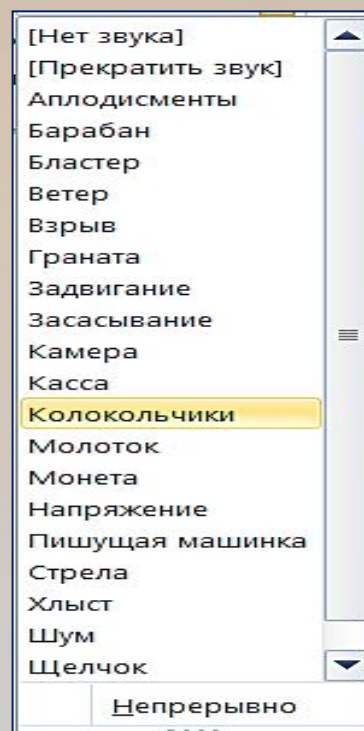 [Нет звука]
[Прекратить звук]
Аплодисменты
Барабан
Бластер
Ветер
Взрыв
Граната
Задвигание
Засасывание
Камера
Касса
Колокольчики
Молоток
Монета
Напряжение
Пишущая машинка
Стрела
Хлыст
Шум
Щелчок
Непрерывно